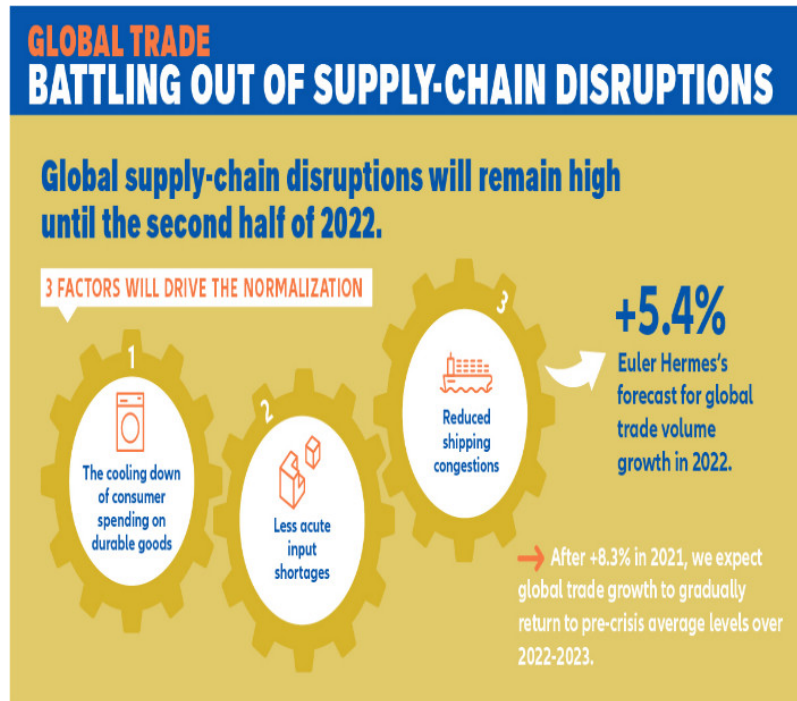 GLOBAL TRADE
BATTLING OUT OF SUPPLY-CHAIN DISRUPTIONS
Global supply-chain disruptions will remain high
until the second half of 2022.
3 FACTORS WILL DRIVE THE NORMALIZATION
1
The cooling down
of consumer
spending on
durable goods
2
Less acute
input
shortages
3
Reduced
shipping
congestions
+5.4%
Euler Hermes's
forecast for global
trade volume
growth in 2022.
After +8.3% in 2021, we expect
global trade growth to gradually
return to pre-crisis average levels over
2022-2023.